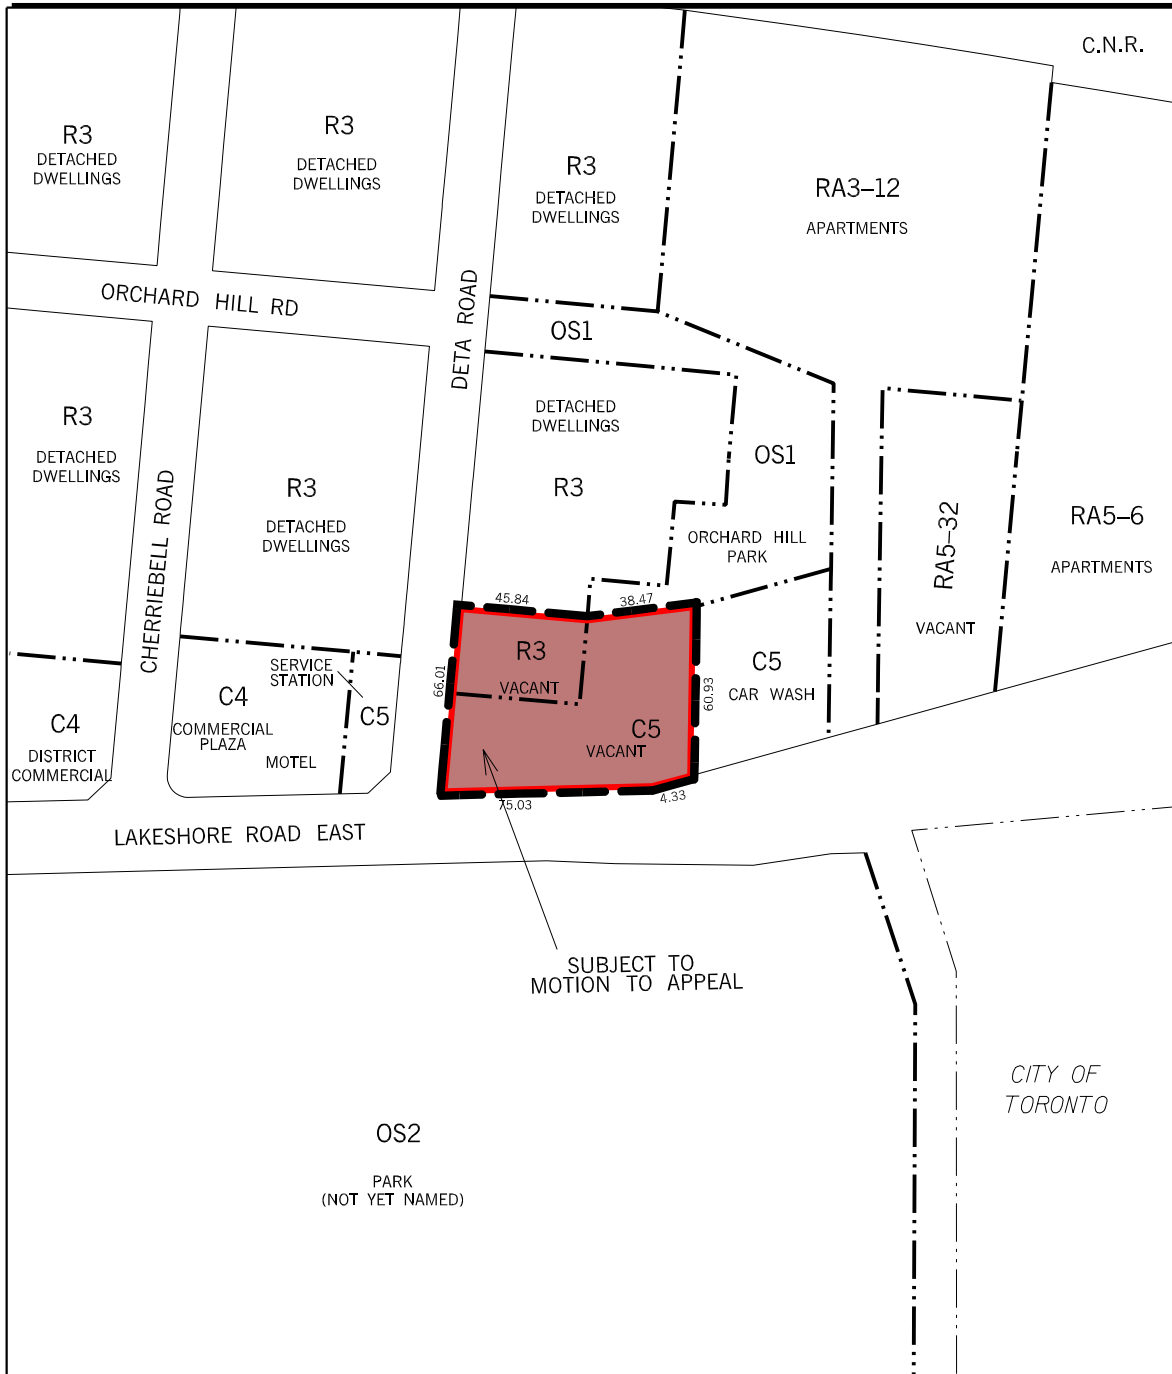 C.N.R.
R3
DETACHED
DWELLINGS
R3
DETACHED
DWELLINGS
R3
DETACHED
DWELLINGS
RA3-12
APARTMENTS
ORCHARD HILL RD
DETA ROAD
OS1
R3
DETACHED
DWELLINGS
CHERRIEBELL ROAD
R3
DETACHED
DWELLINGS
DETACHED
DWELLINGS
R3
OS1
ORCHARD HILL
PARK
RA5-32
VACANT
RA5-6
APARTMENTS
45.84
38.47
66.01
60.93
75.03
4.33
R3
VACANT
C5
VACANT
C5
CAR WASH
SERVICE
STATION
C4
COMMERCIAL
PLAZA
MOTEL
C5
C4
DISTRICT
COMMERCIAL
LAKESHORE ROAD EAST
SUBJECT TO
MOTION TO APPEAL
CITY OF
TORONTO
OS2
PARK
(NOT YET NAMED)